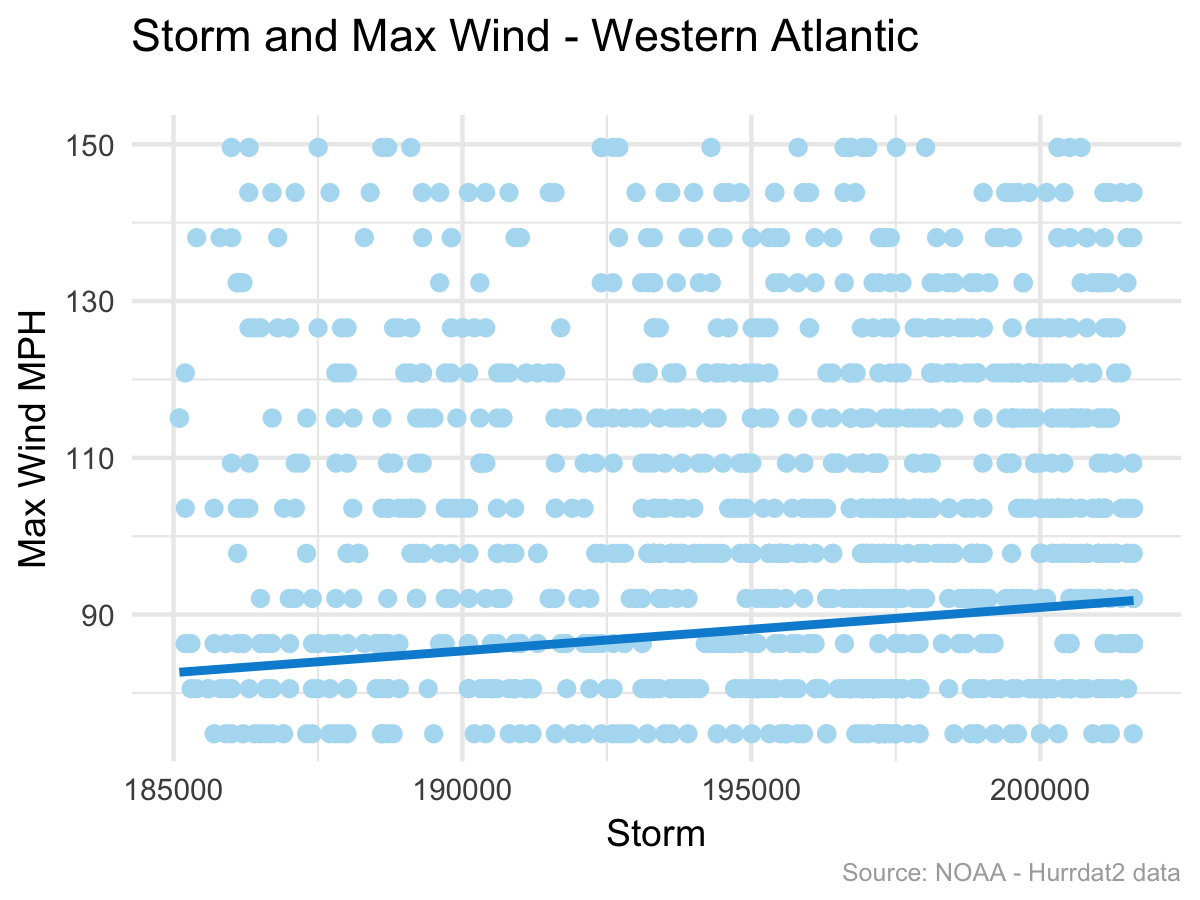 Storm and Max Wind - Western Atlantic
150
130
110
90
Max Wind MPH
185000 190000 195000 200000
Storm
Source: NOAA - Hurrdat2 data